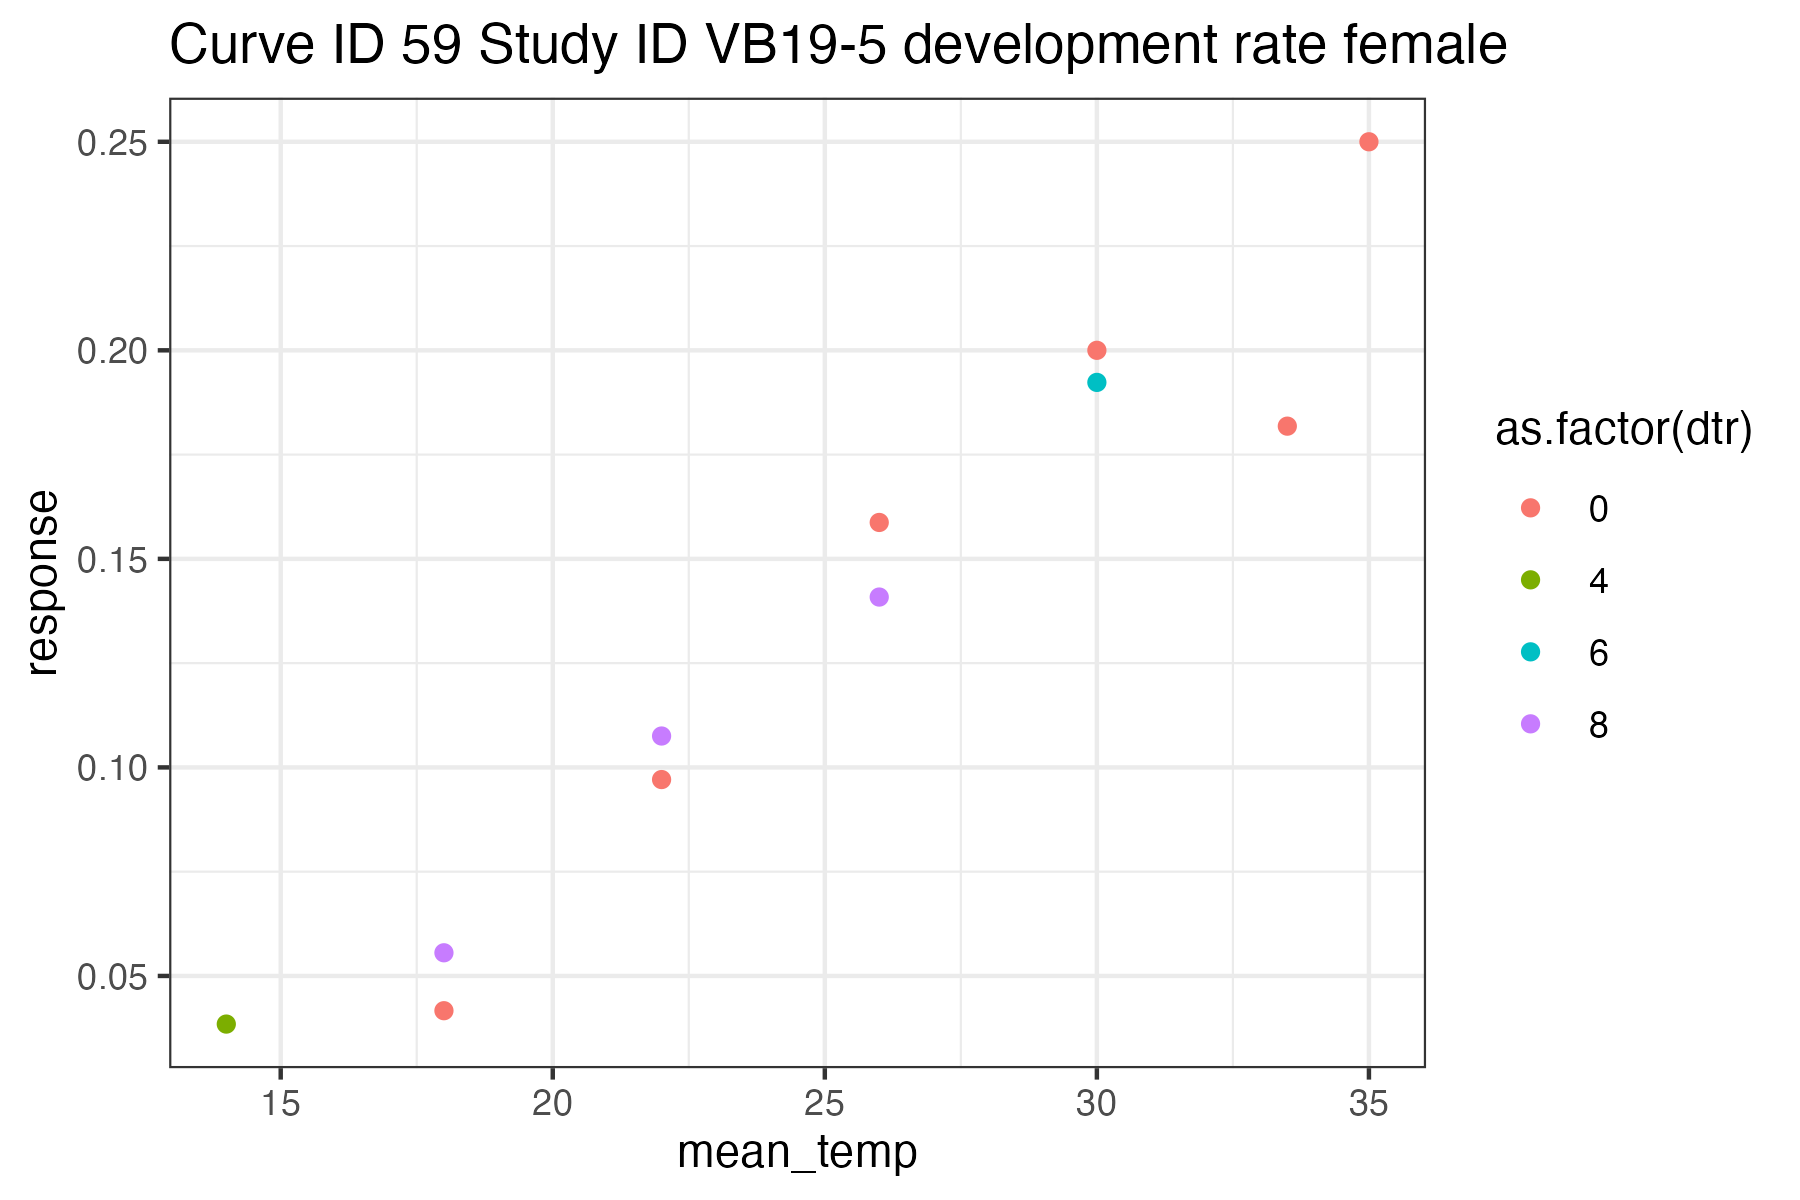 Curve ID 59 Study ID VB19-5 development rate female
0.25
0.20
0.15
0.10
0.05
response
15 20 25 30 35
mean_temp
as.factor(dtr)
0
4
6
8